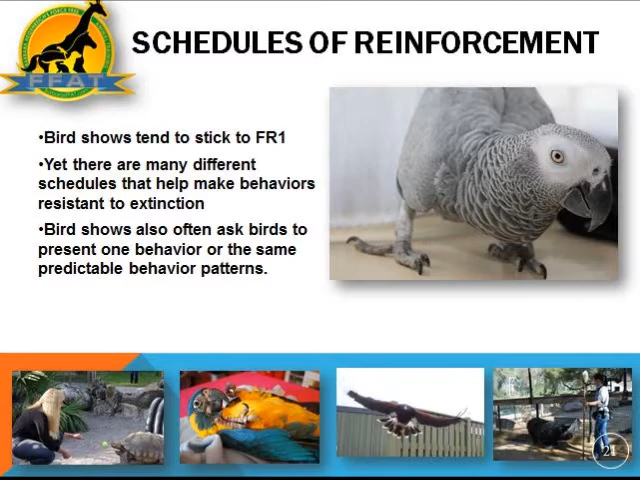 SCHEDULES OF REINFORCEMENT
FFAT
•Bird shows tend to stick to FR1
•Yet there are many different
schedules that help make behaviors
resistant to extinction
•Bird shows also often ask birds to
present one behavior or the same
predictable behavior patterns.
21